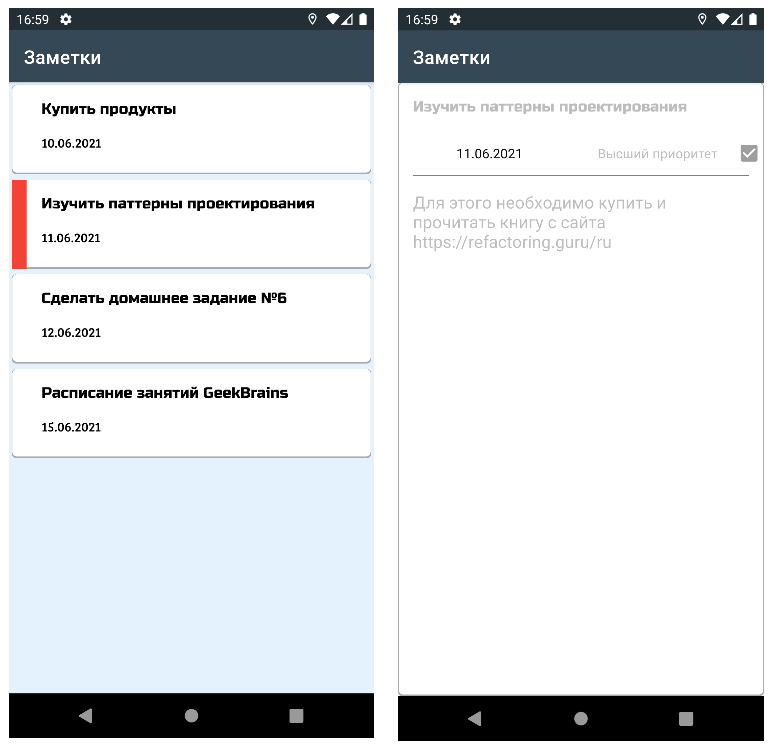 16:59
Заметки
Купить продукты
10.06.2021
Изучить паттерны проектирования
11.06.2021
Сделать домашнее задание №6
12.06.2021
Расписание занятий GeekBrains
15.06.2021
16:59
Заметки
Изучить паттерны проектирования
11.06.2021 Высший приоритет
Для этого необходимо купить и
прочитать книгу с сайта
https://refactoring.guru/ru